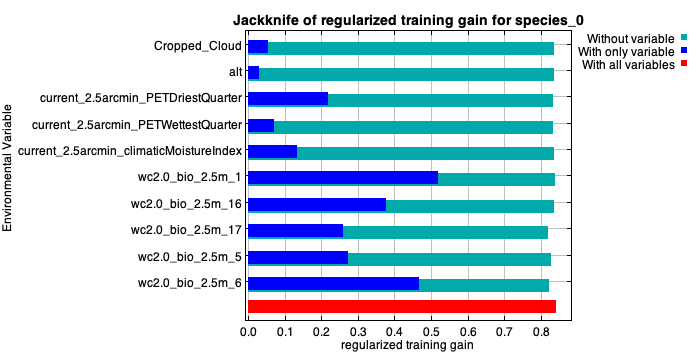 Jackknife of regularized training gain for species_0
Without variable
With only variable
With all variables
Environmental Variable
Cropped_Cloud
alt
current_2.5arcmin_PETDriestQuarter
current_2.5arcmin_PETWettestQuarter
current_2.5arcmin_climaticMoistureIndex
wc2.0_bio_2.5m_1
wc2.0_bio_2.5m_16
wc2.0_bio_2.5m_17
wc2.0_bio_2.5m_5
wc2.0_bio_2.5m_6
0.0 0.1 0.2 0.3 0.4 0.5 0.6 0.7 0.8
regularized training gain